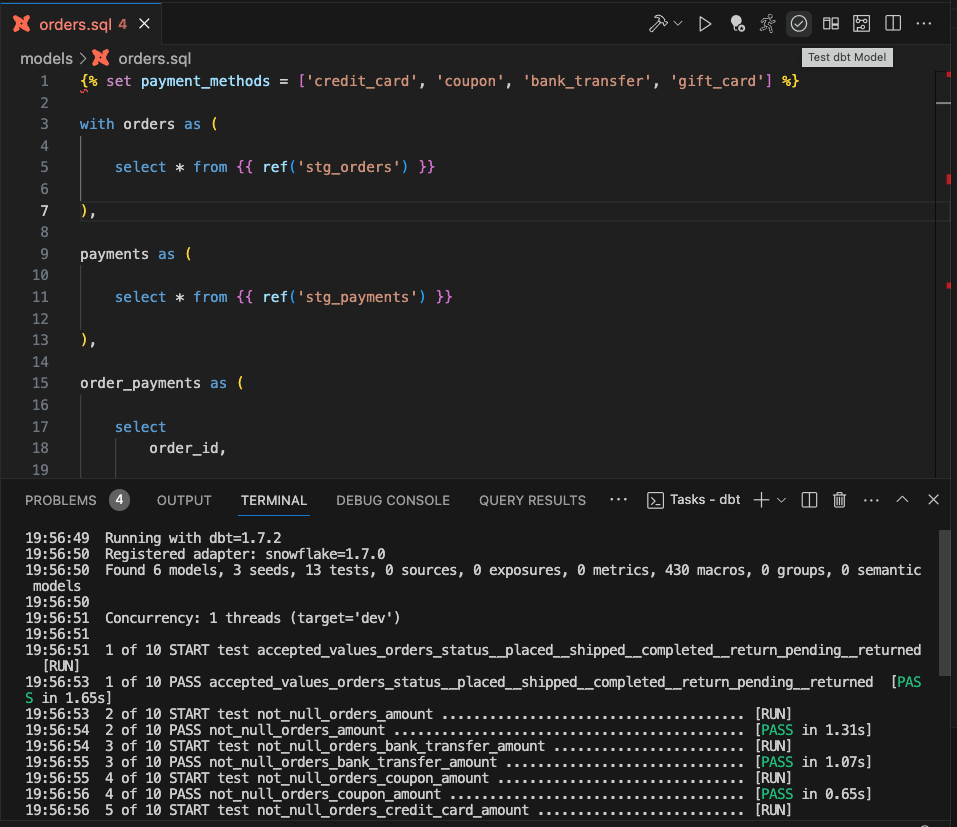 orders.sql 4
Test dbt Model
models > orders.sql
1 {% set payment_methods = ['credit_card', 'coupon', 'bank_transfer', 'gift_card'] %}
2
3 with orders as (
4
5 select * from {{ ref('stg_orders') }}
6
7 ),
8
9 payments as (
10
11 select * from {{ ref('stg_payments') }}
12
13 ),
14
15 order_payments as (
16
17 select
18 order_id,
19
PROBLEMS 4 OUTPUT TERMINAL DEBUG CONSOLE QUERY RESULTS ... Tasks - dbt
19:56:49 Running with dbt=1.7.2
19:56:50 Registered adapter: snowflake=1.7.0
19:56:50 Found 6 models, 3 seeds, 13 tests, 0 sources, 0 exposures, 0 metrics, 430 macros, 0 groups, 0 semantic
models
19:56:50
19:56:51 Concurrency: 1 threads (target='dev')
19:56:51
19:56:51 1 of 10 START test accepted_values_orders_status__placed__shipped__completed__return_pending__returned
[RUN]
19:56:53 1 of 10 PASS accepted_values_orders_status__placed__shipped__completed__return_pending__returned [PAS
S in 1.65s]
19:56:53 2 of 10 START test not_null_orders_amount ...................................... [RUN]
19:56:54 2 of 10 PASS not_null_orders_amount ............................................ [PASS in 1.31s]
19:56:54 3 of 10 START test not_null_orders_bank_transfer_amount ........................ [RUN]
19:56:55 3 of 10 PASS not_null_orders_bank_transfer_amount .............................. [PASS in 1.07s]
19:56:55 4 of 10 START test not_null_orders_coupon_amount ............................... [RUN]
19:56:56 4 of 10 PASS not_null_orders_coupon_amount ..................................... [PASS in 0.65s]
19:56:56 5 of 10 START test not_null_orders_credit_card_amount .......................... [RUN]